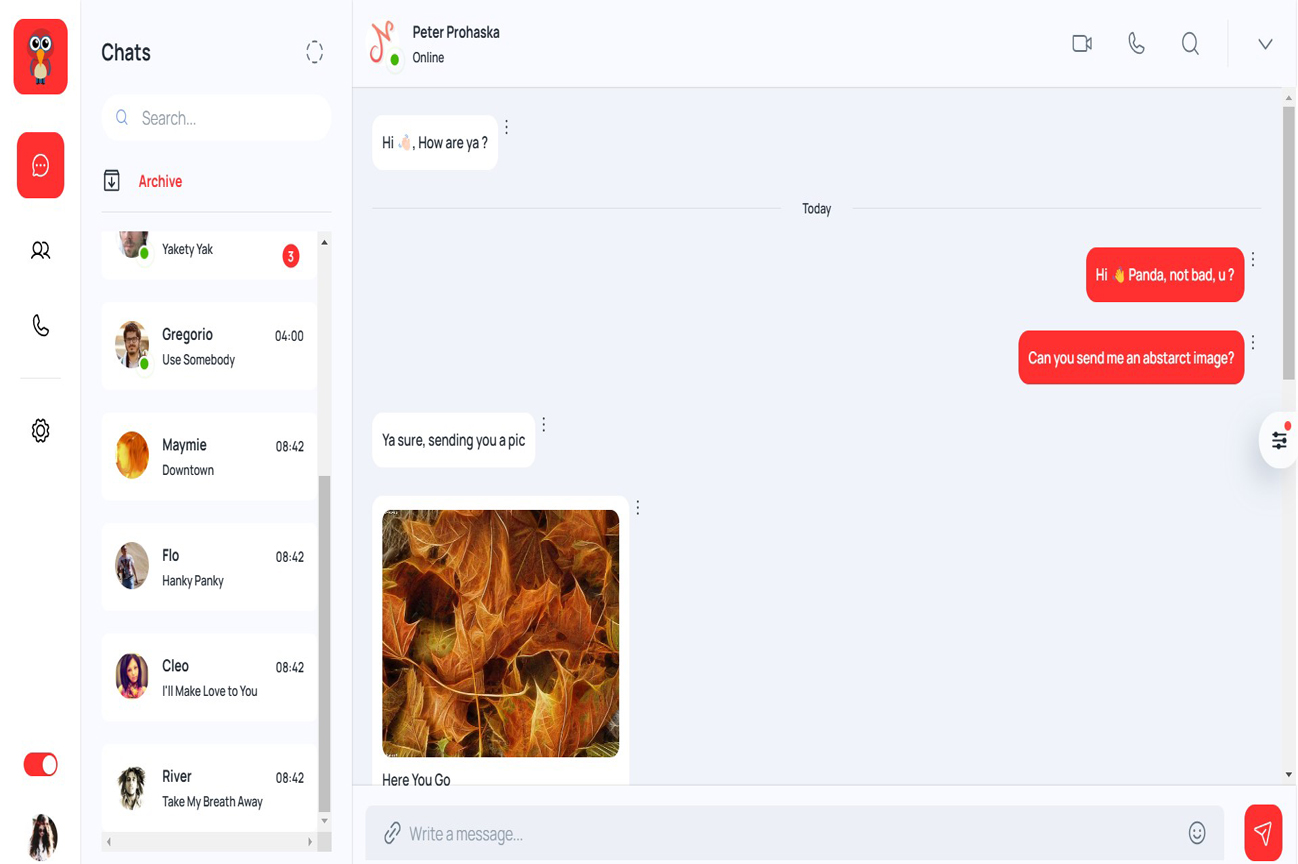 Chats
Search...
Archive
Yakety Yak
3
Gregorio
04:00
Use Somebody
Maymie
08:42
Downtown
Flo
08:42
Hanky Panky
Cleo
08:42
I'll Make Love to You
River
08:42
Take My Breath Away
Peter Prohaska
Online
Hi 👋🏻, How are ya ?
Today
Hi 👋 Panda, not bad, u ?
Can you send me an abstarct image?
Ya sure, sending you a pic
Here You Go
Write a message...